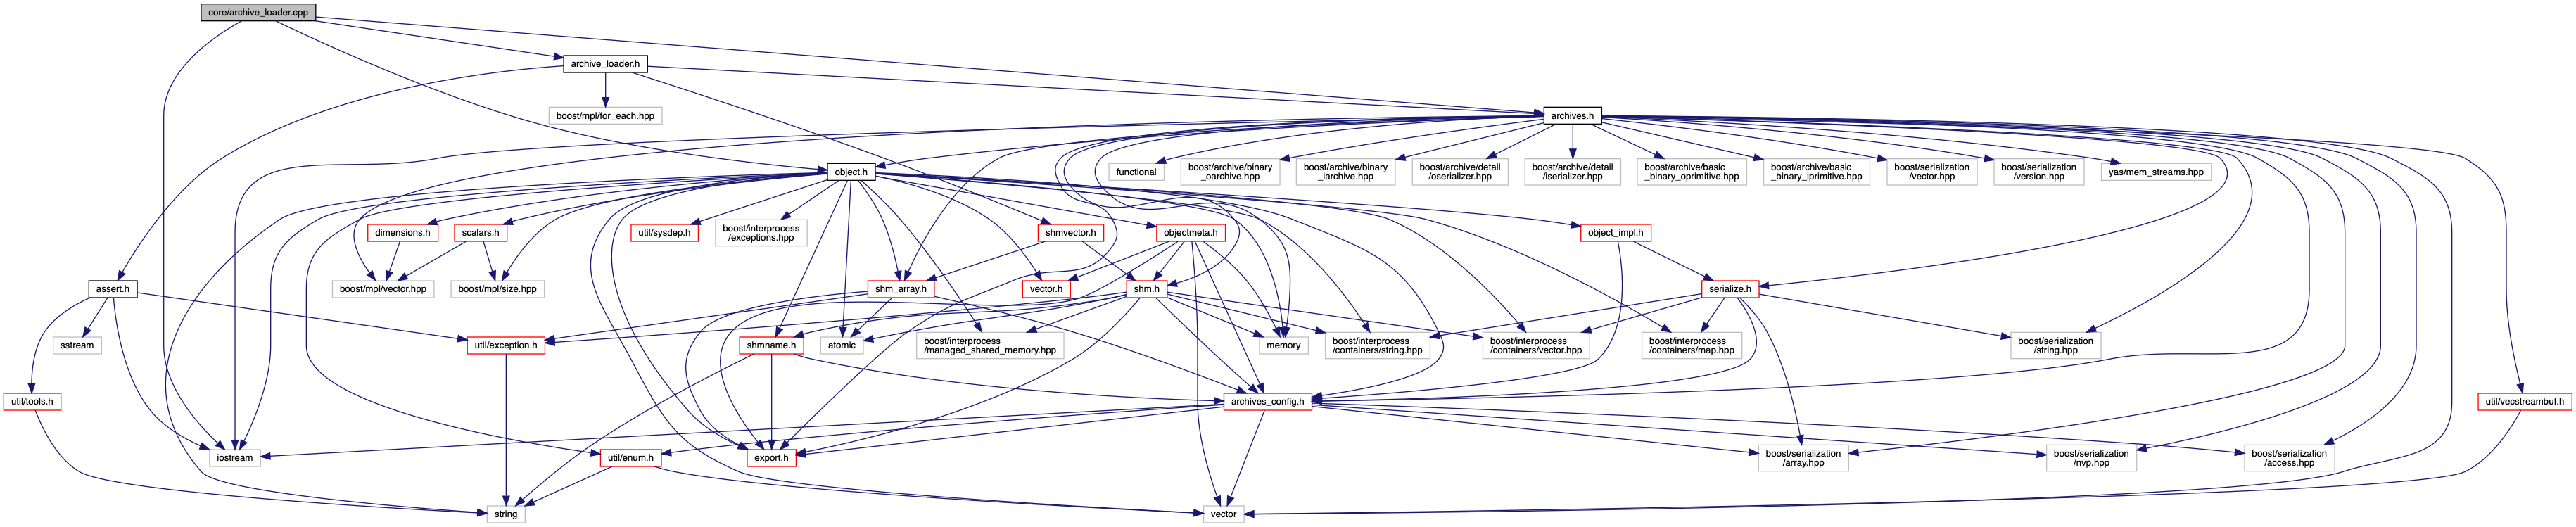 core/archive_loader.cpp
archive_loader.h
boost/mpl/for_each.hpp
archives.h
object.h
functional
boost/archive/binary
_oarchive.hpp
boost/archive/binary
_iarchive.hpp
boost/archive/detail
/oserializer.hpp
boost/archive/detail
/iserializer.hpp
boost/archive/basic
_binary_oprimitive.hpp
boost/archive/basic
_binary_iprimitive.hpp
boost/serialization
/vector.hpp
boost/serialization
/version.hpp
yas/mem_streams.hpp
dimensions.h
scalars.h
util/sysdep.h
boost/interprocess
/exceptions.hpp
shmvector.h
objectmeta.h
object_impl.h
assert.h
boost/mpl/vector.hpp
boost/mpl/size.hpp
shm_array.h
vector.h
shm.h
serialize.h
sstream
util/exception.h
shmname.h
atomic
boost/interprocess
/managed_shared_memory.hpp
memory
boost/interprocess
/containers/string.hpp
boost/interprocess
/containers/vector.hpp
boost/interprocess
/containers/map.hpp
boost/serialization
/string.hpp
util/tools.h
archives_config.h
util/vecstreambuf.h
iostream
util/enum.h
export.h
boost/serialization
/array.hpp
boost/serialization
/nvp.hpp
boost/serialization
/access.hpp
string
vector